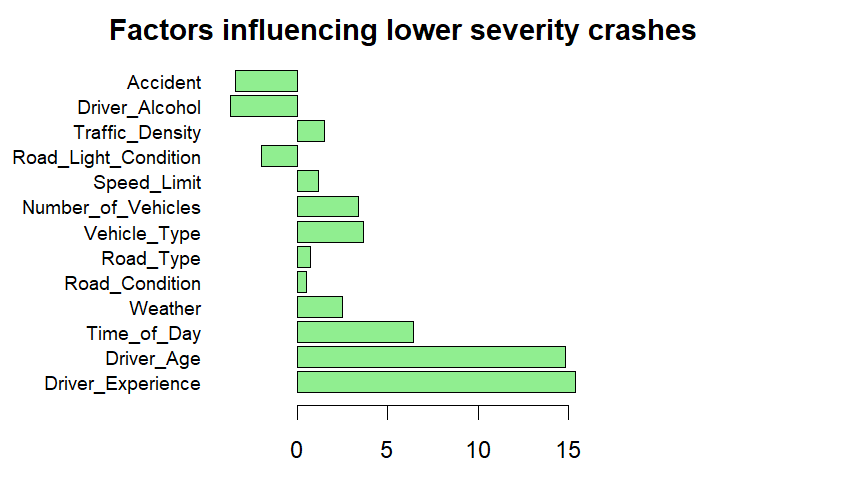 Factors influencing lower severity crashes
Accident
Driver_Alcohol
Traffic_Density
Road_Light_Condition
Speed_Limit
Number_of_Vehicles
Vehicle_Type
Road_Type
Road_Condition
Weather
Time_of_Day
Driver_Age
Driver_Experience
0 5 10 15